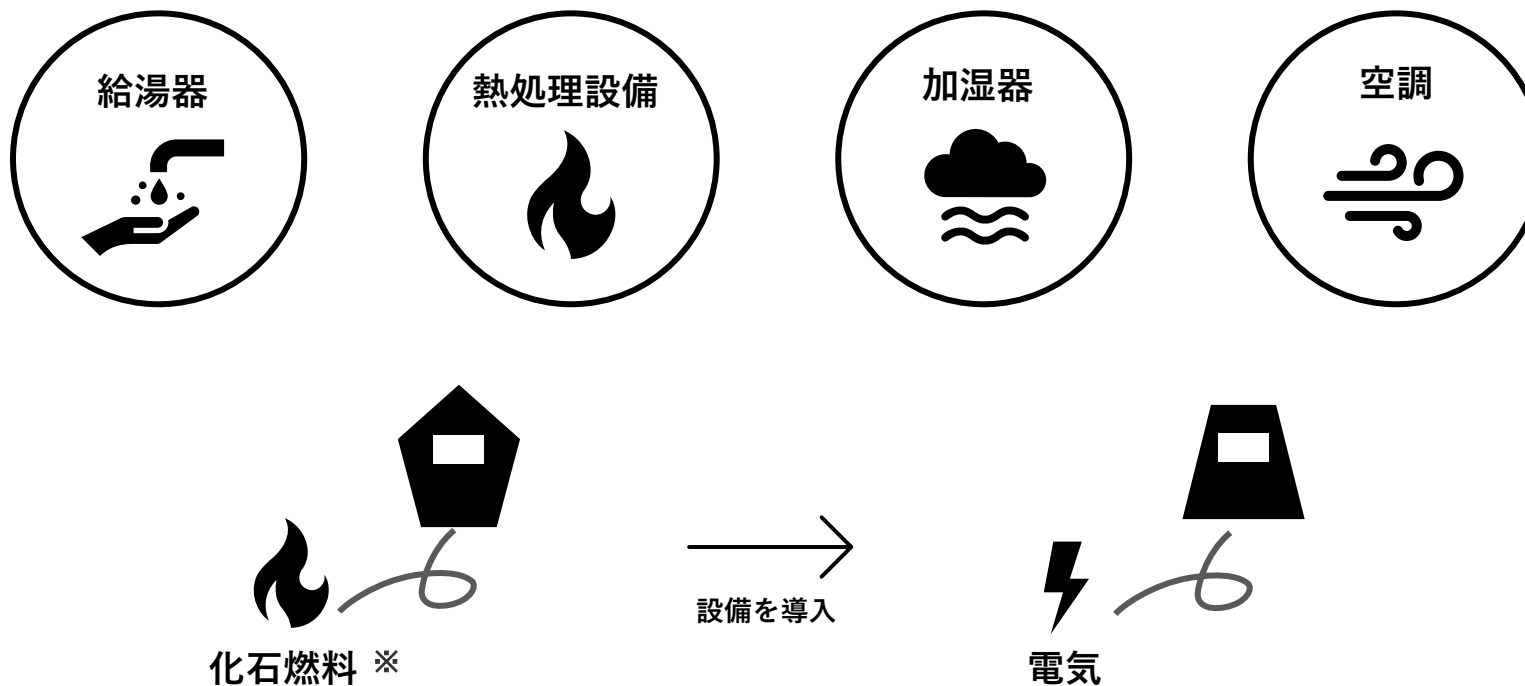 給湯器
熱処理設備
加湿器
空調
設備を導入
化石燃料 ※
電気